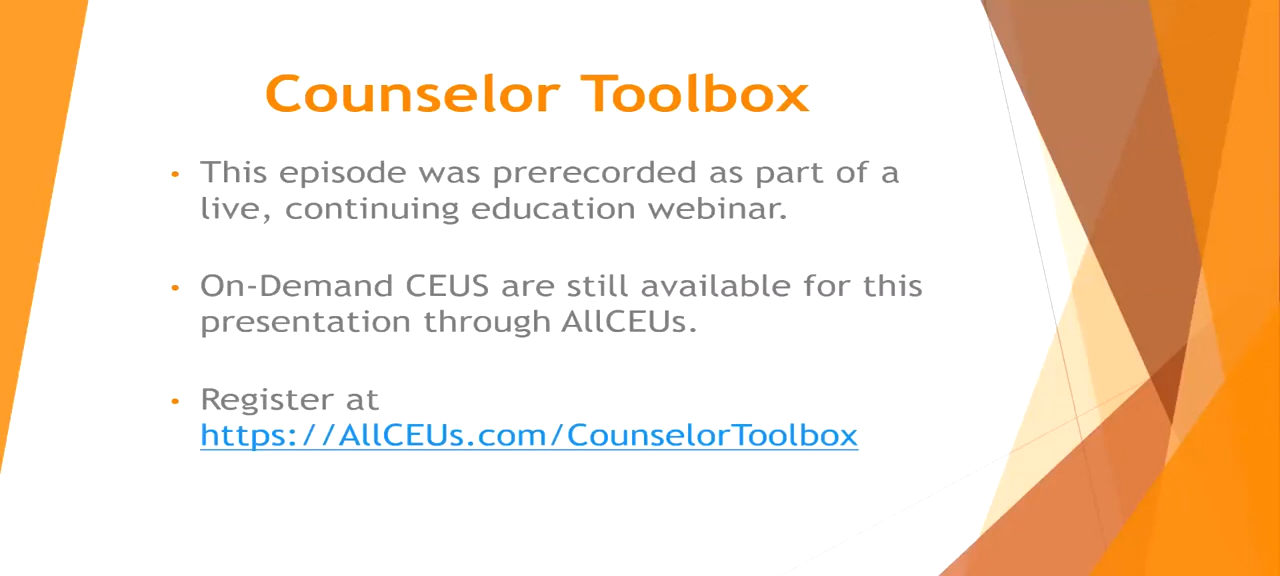 Counselor Toolbox
• This episode was prerecorded as part of a
live, continuing education webinar.
• On-Demand CEUS are still available for this
presentation through AllCEUs.
• Register at
https://AllCEUs.com/CounselorToolbox